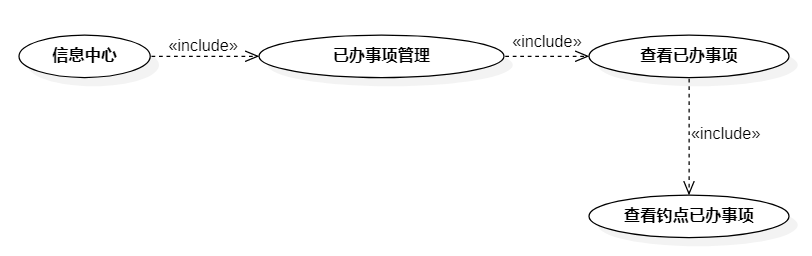 信息中心
«include»
已办事项管理
«include»
查看已办事项
«include»
查看钓点已办事项